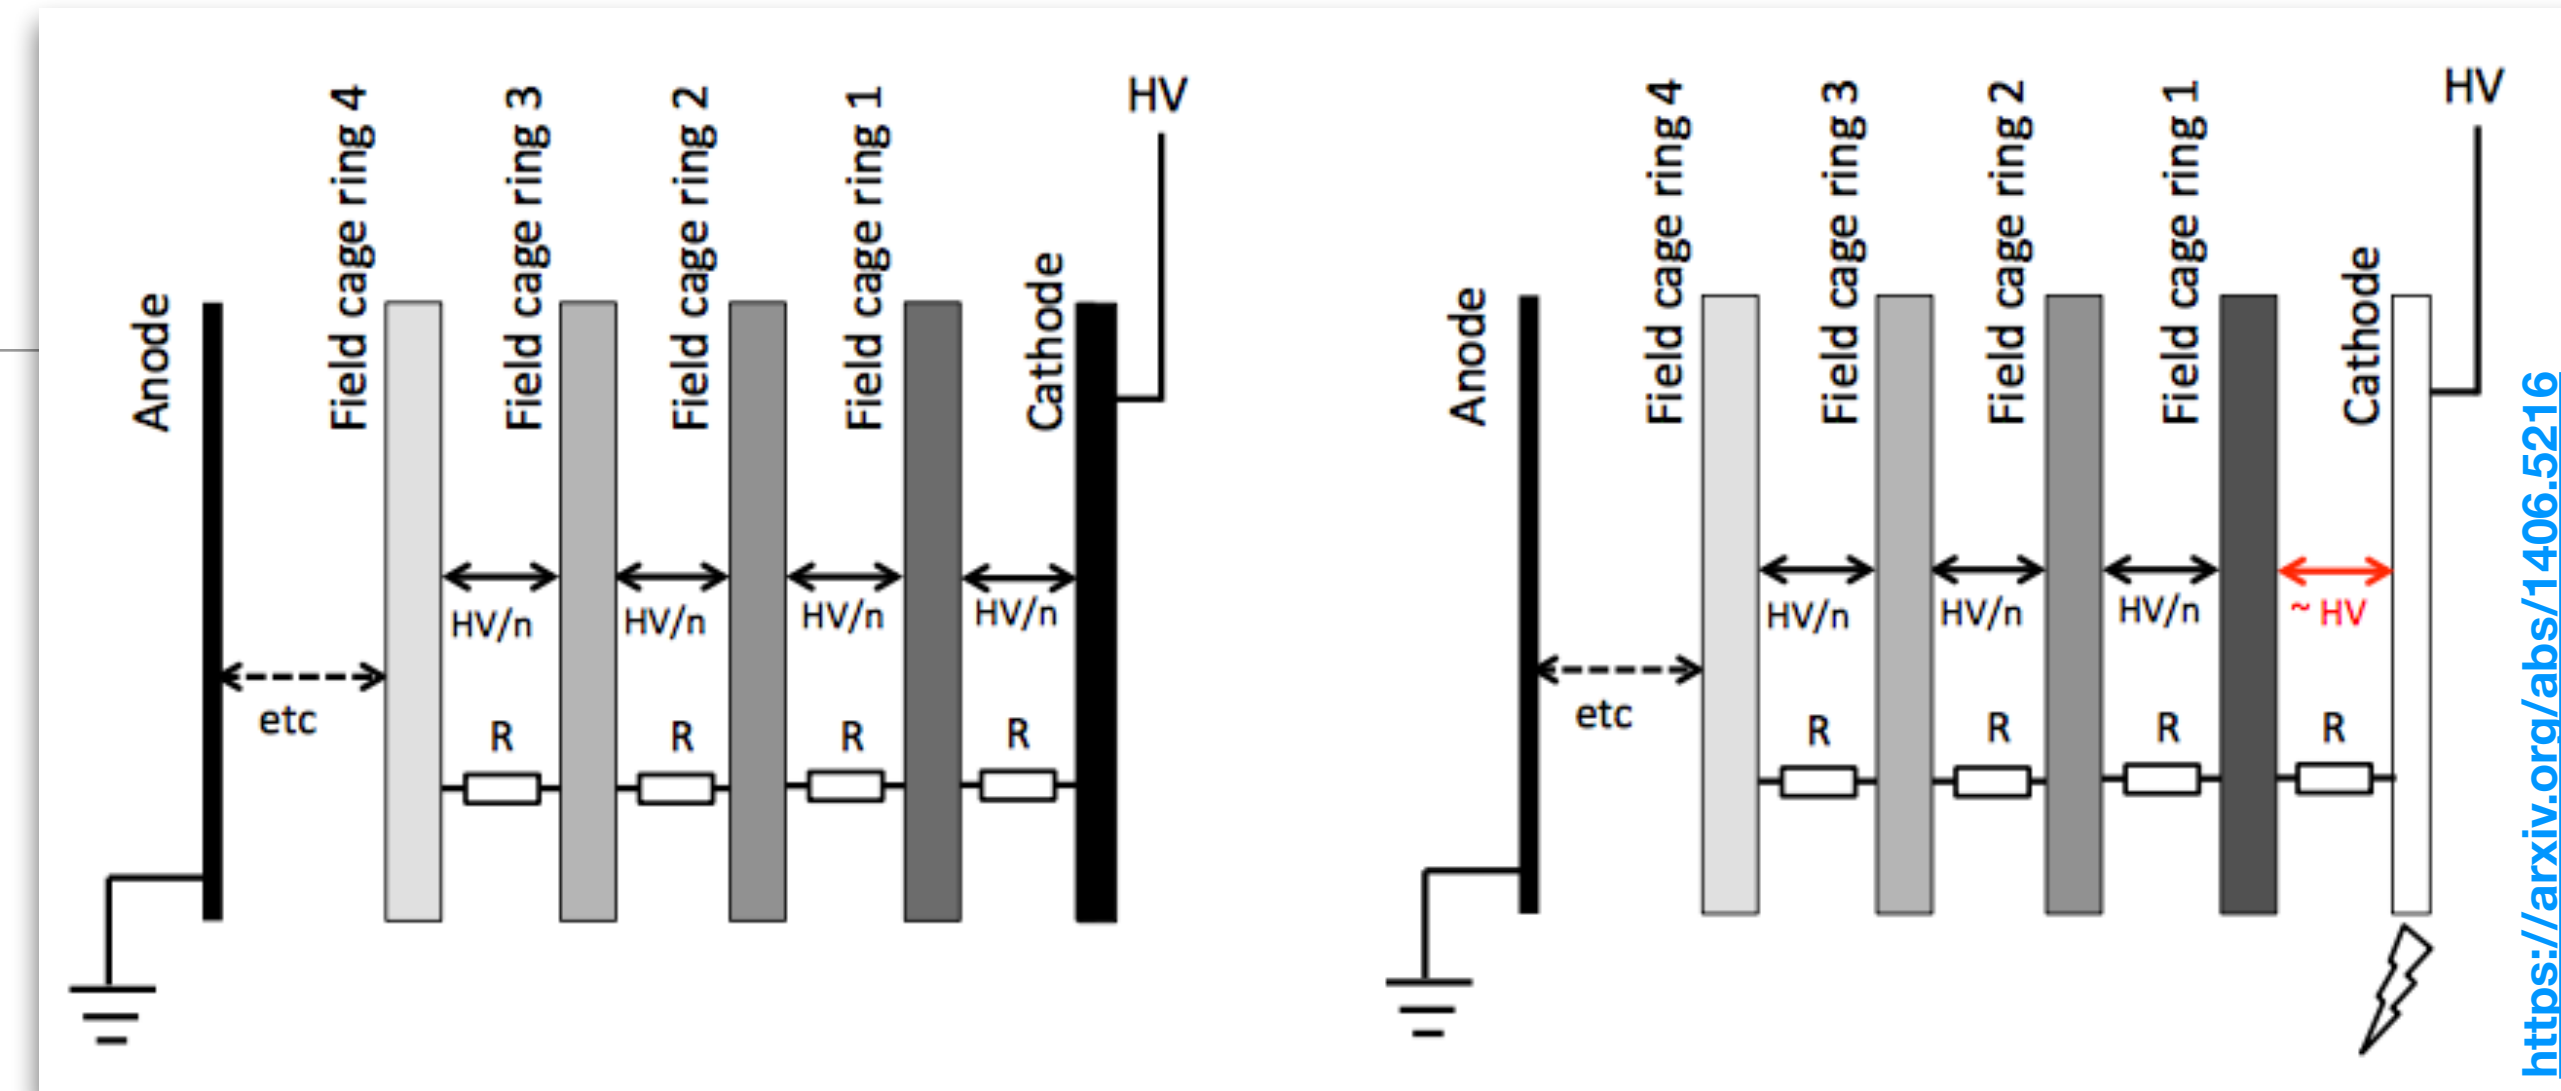 Anode
Field cage ring 4
Field cage ring 3
Field cage ring 2
Field cage ring 1
Cathode
HV
HV/n
HV/n
HV/n
HV/n
etc
R
R
R
R
Anode
Field cage ring 4
Field cage ring 3
Field cage ring 2
Field cage ring 1
Cathode
HV
HV/n
HV/n
HV/n
~ HV
etc
R
R
R
R
https://arxiv.org/abs/1406.5216